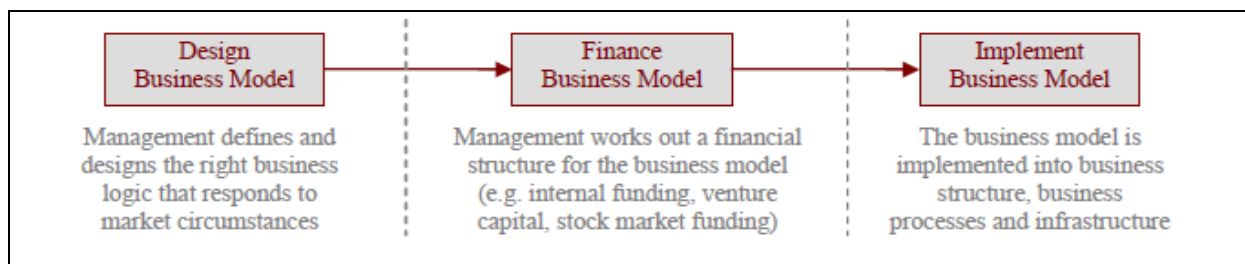 Design
Business Model
Finance
Business Model
Implement
Business Model
Management defines and
designs the right business
logic that responds to
market circumstances
Management works out a financial
structure for the business model
(e.g. internal funding, venture
capital, stock market funding)
The business model is
implemented into business
structure, business
processes and infrastructure